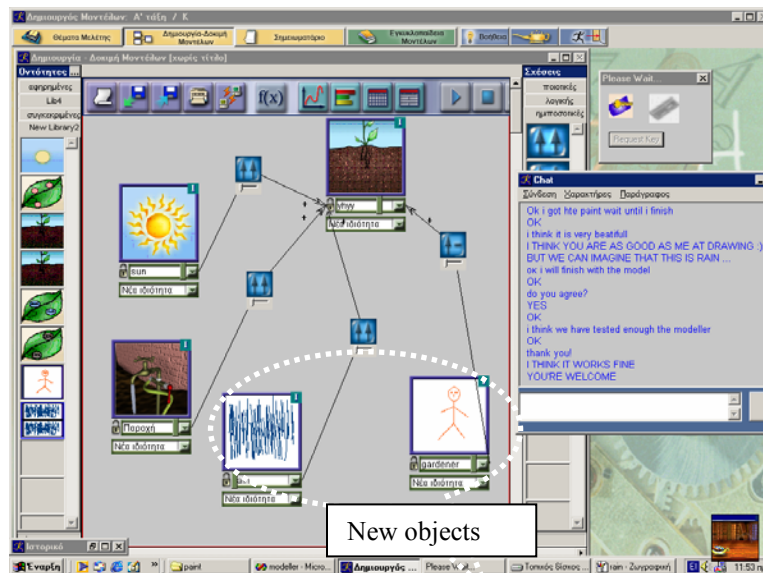 Δημιουργός Μοντέλων: Α' τάξη / Κ
Θέματα Μελέτης
Δημιουργία-Δοκιμή Μοντέλων
Σημειωματάριο
Εγκυκλοπαίδεια Μοντέλων
Βοήθεια
Δημιουργία - Δοκιμή Μοντέλων [χωρίς τίτλο]
Οντότητες ...
αφηρημένες
Lib4
συγκεκριμένες
New Library2
f(x)
Σχέσεις
ποιοτικές
λογικής
ημιποσοτικές
Please Wait...
Request Key
yhyy
Νέα ιδιότητα
sun
Νέα ιδιότητα
Παροχή
Νέα ιδιότητα
Νέα ιδιότητα
gardener
Νέα ιδιότητα
Chat
Σύνδεση Χαρακτήρες Παράγραφος
Ok i got hte paint wait until i finish
OK
i think it is very beatifull
I THINK YOU ARE AS GOOD AS ME AT DRAWING :)
BUT WE CAN IMAGINE THAT THIS IS RAIN ...
ok i will finish with the model
OK
do you agree?
YES
OK
i think we have tested enough the modeller
OK
thank you!
I THINK IT WORKS FINE
YOU'RE WELCOME
New objects
Ιστορικό
Έναρξη
»
paint
modeller - Micro...
Δημιουργός ...
Please Wait...
Τοπικός δίσκος ...
rain - Ζωγραφική
11:53 πμ